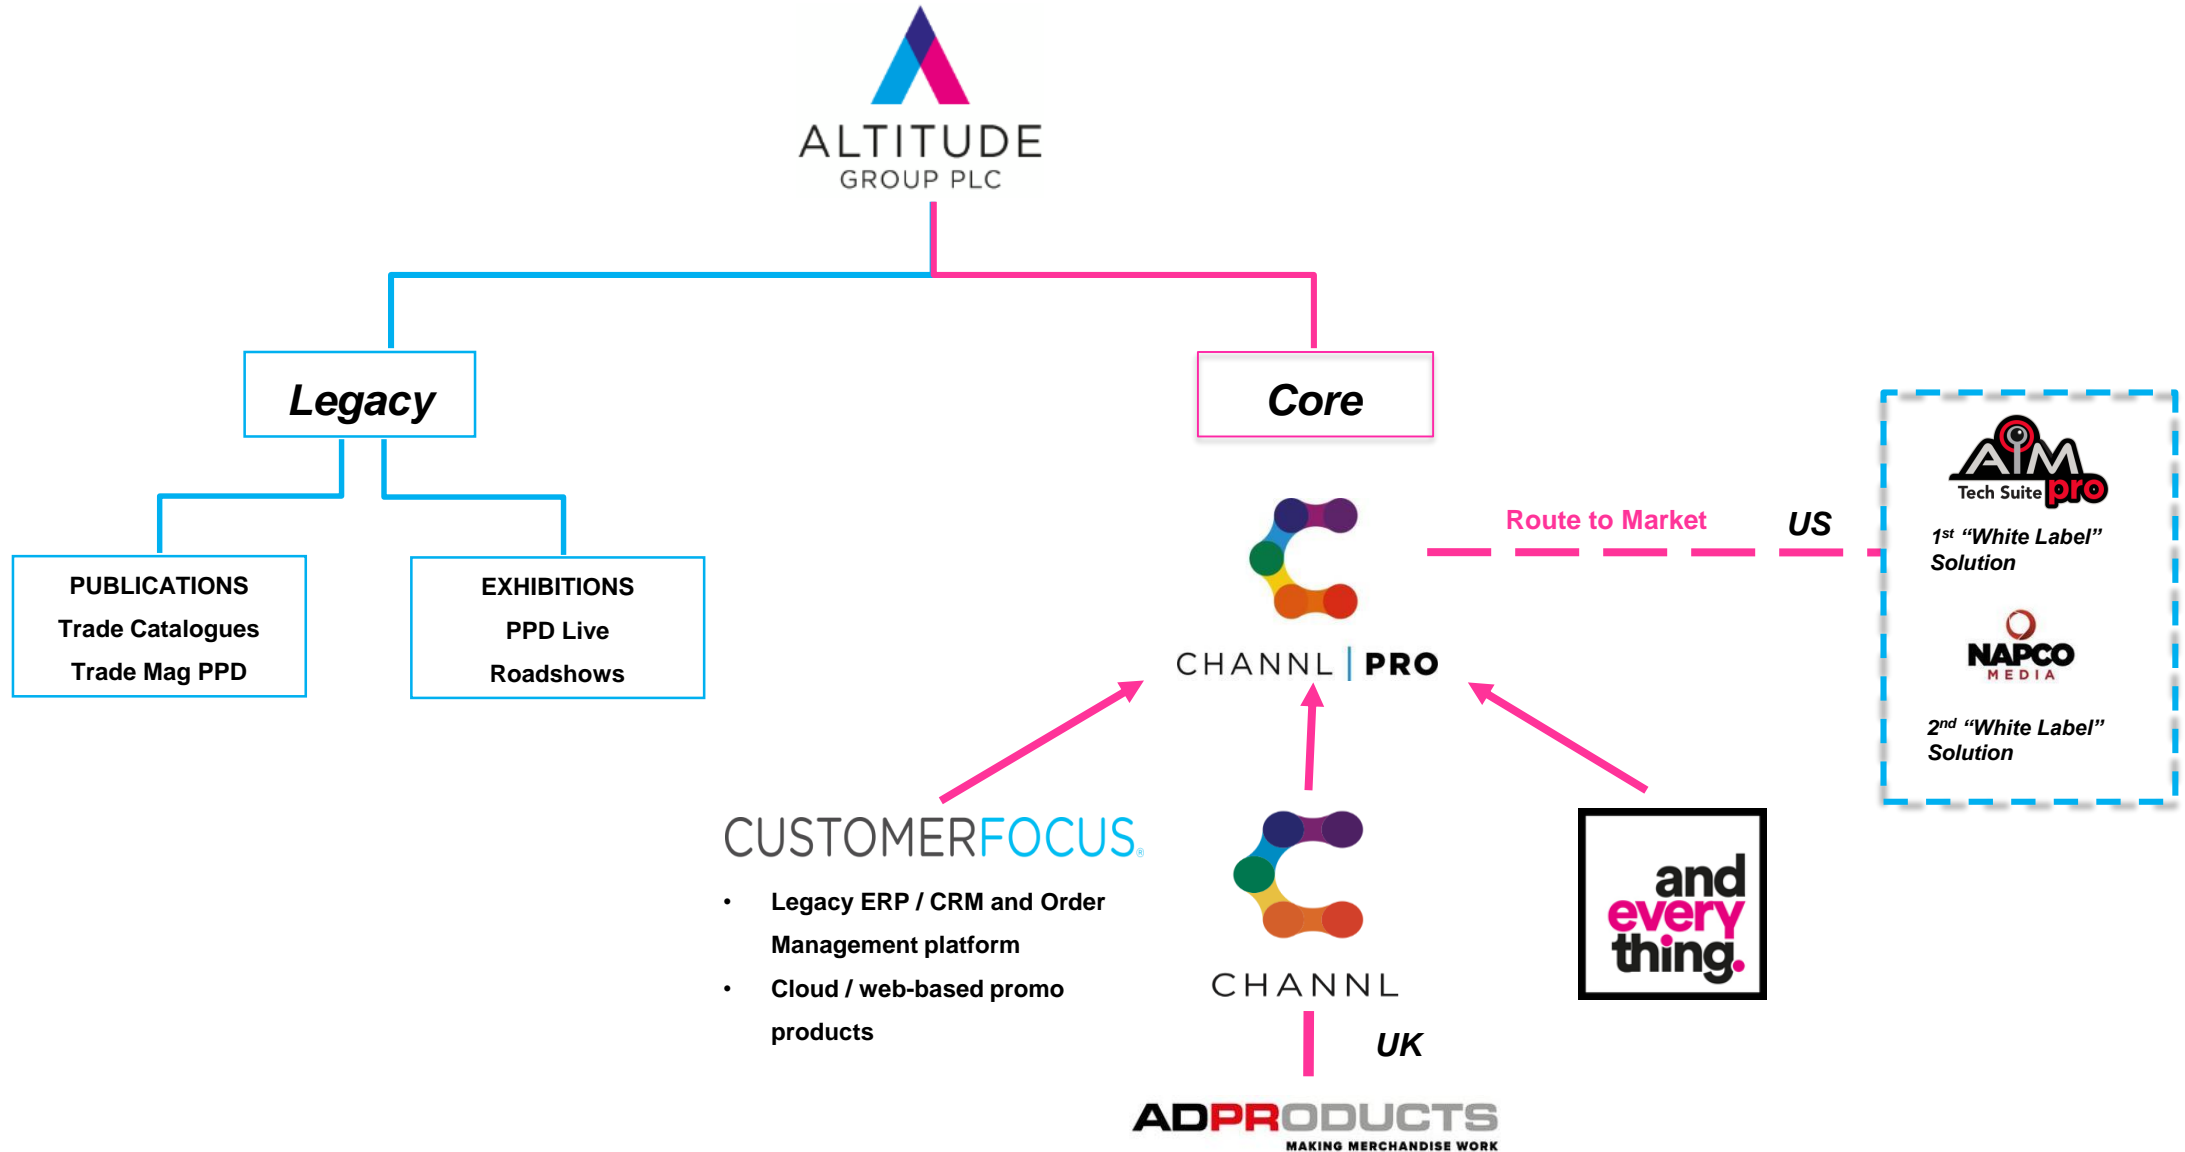 ALTITUDE
GROUP PLC
Legacy
Core
PUBLICATIONS
Trade Catalogues
Trade Mag PPD
EXHIBITIONS
PPD Live
Roadshows
CHANNL | PRO
Route to Market
US
AiM
Tech Suite pro
1st “White Label”
Solution
NAPCO
MEDIA
2nd “White Label”
Solution
CUSTOMERFOCUS®
• Legacy ERP / CRM and Order
Management platform
• Cloud / web-based promo
products
CHANNL
UK
ADPRODUCTS
MAKING MERCHANDISE WORK
and
every
thing.